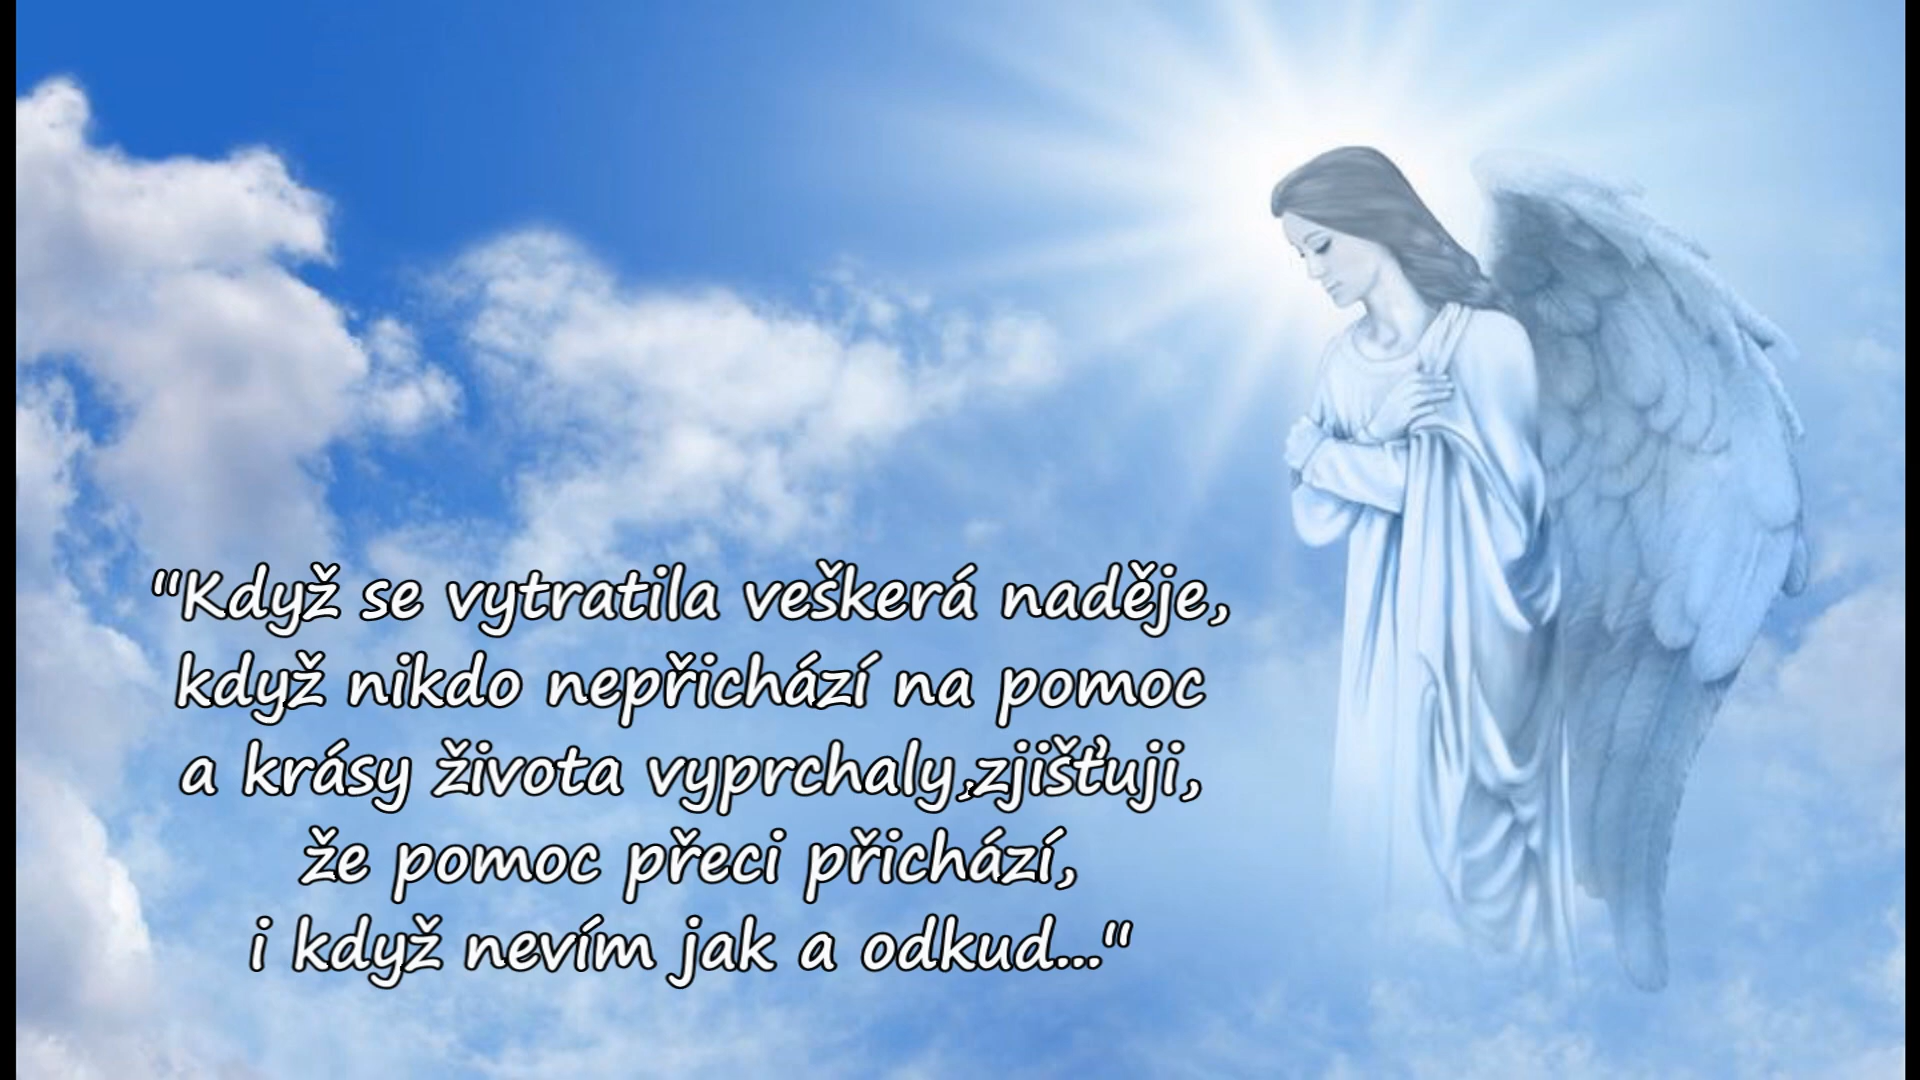 "Když se vytratila veškerá naděje,
když nikdo nepřichází na pomoc
a krásy života vyprchaly,zjišťuji,
že pomoc přeci přichází,
i když nevím jak a odkud..."